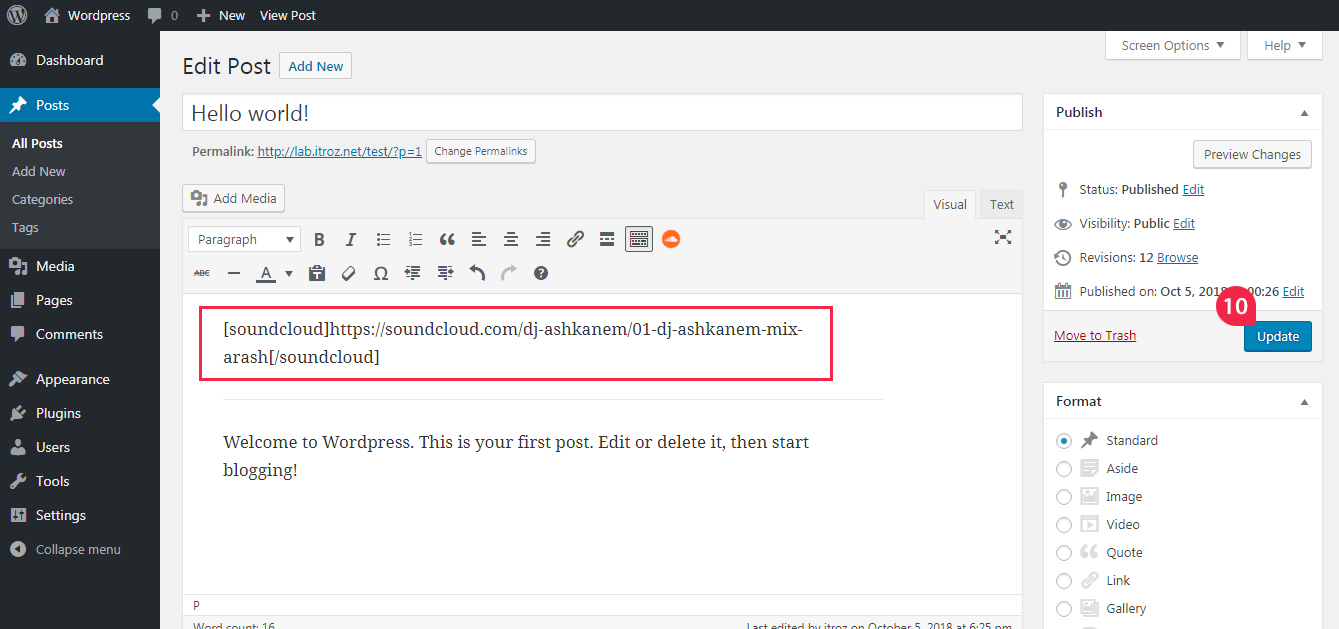 Wordpress 0 New View Post
Screen Options Help
Dashboard
Posts
All Posts
Add New
Categories
Tags
Media
Pages
Comments
Appearance
Plugins
Users
Tools
Settings
Collapse menu
Edit Post Add New
Hello world!
Permalink: http://lab.itroz.net/test/?p=1 Change Permalinks
Add Media
Visual Text
Paragraph B I
ABC A Ω
[soundcloud]https://soundcloud.com/dj-ashkanem/01-dj-ashkanem-mix-
arash[/soundcloud]
Welcome to Wordpress. This is your first post. Edit or delete it, then start
blogging!
P
Word count: 16 Last edited by itroz on October 5, 2018 at 6:25 pm
Publish
Preview Changes
Status: Published Edit
Visibility: Public Edit
Revisions: 12 Browse
Published on: Oct 5, 2018 00:26 Edit
10
Move to Trash Update
Format
Standard
Aside
Image
Video
Quote
Link
Gallery